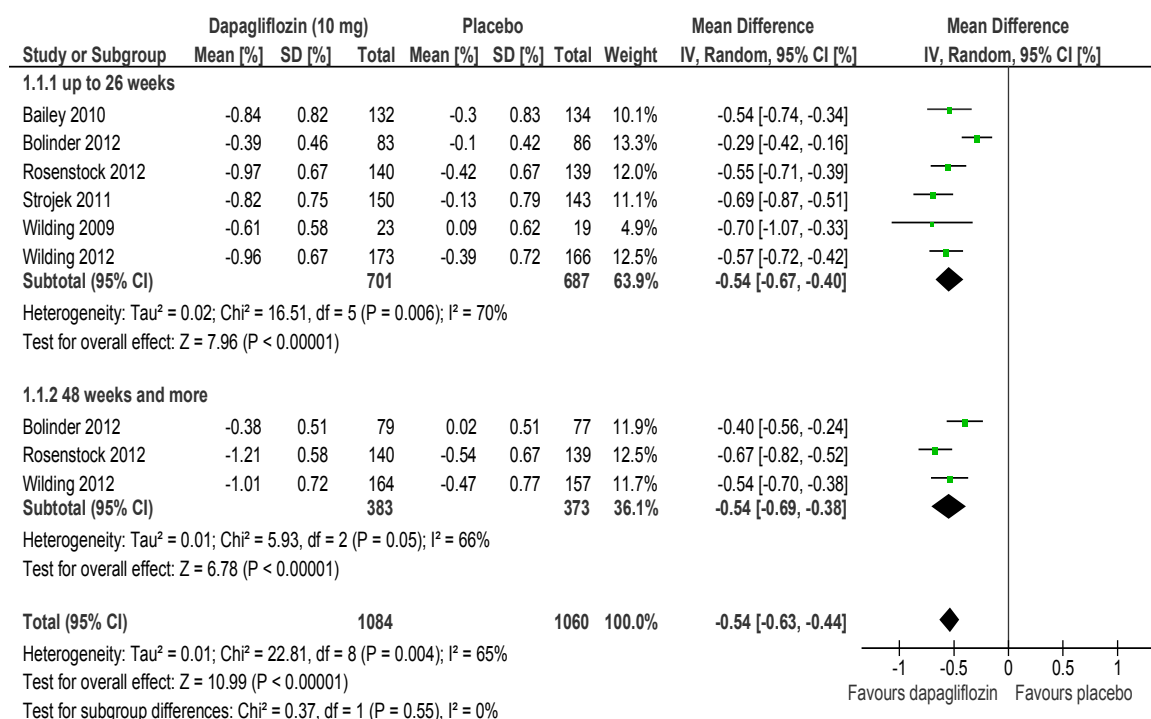 Dapagliflozin (10 mg) Placebo Mean Difference Mean Difference
Study or Subgroup Mean [%] SD [%] Total Mean [%] SD [%] Total Weight IV, Random, 95% CI [%] IV, Random, 95% CI [%]
1.1.1 up to 26 weeks
Bailey 2010 -0.84 0.82 132 -0.3 0.83 134 10.1% -0.54 [-0.74, -0.34]
Bolinder 2012 -0.39 0.46 83 -0.1 0.42 86 13.3% -0.29 [-0.42, -0.16]
Rosenstock 2012 -0.97 0.67 140 -0.42 0.67 139 12.0% -0.55 [-0.71, -0.39]
Strojek 2011 -0.82 0.75 150 -0.13 0.79 143 11.1% -0.69 [-0.87, -0.51]
Wilding 2009 -0.61 0.58 23 0.09 0.62 19 4.9% -0.70 [-1.07, -0.33]
Wilding 2012 -0.96 0.67 173 -0.39 0.72 166 12.5% -0.57 [-0.72, -0.42]
Subtotal (95% CI) 701 687 63.9% -0.54 [-0.67, -0.40]
Heterogeneity: Tau² = 0.02; Chi² = 16.51, df = 5 (P = 0.006); I² = 70%
Test for overall effect: Z = 7.96 (P < 0.00001)
1.1.2 48 weeks and more
Bolinder 2012 -0.38 0.51 79 0.02 0.51 77 11.9% -0.40 [-0.56, -0.24]
Rosenstock 2012 -1.21 0.58 140 -0.54 0.67 139 12.5% -0.67 [-0.82, -0.52]
Wilding 2012 -1.01 0.72 164 -0.47 0.77 157 11.7% -0.54 [-0.70, -0.38]
Subtotal (95% CI) 383 373 36.1% -0.54 [-0.69, -0.38]
Heterogeneity: Tau² = 0.01; Chi² = 5.93, df = 2 (P = 0.05); I² = 66%
Test for overall effect: Z = 6.78 (P < 0.00001)
Total (95% CI) 1084 1060 100.0% -0.54 [-0.63, -0.44]
Heterogeneity: Tau² = 0.01; Chi² = 22.81, df = 8 (P = 0.004); I² = 65%
Test for overall effect: Z = 10.99 (P < 0.00001)
Test for subgroup differences: Chi² = 0.37, df = 1 (P = 0.55), I² = 0%
-1 -0.5 0 0.5 1
Favours dapagliflozin Favours placebo